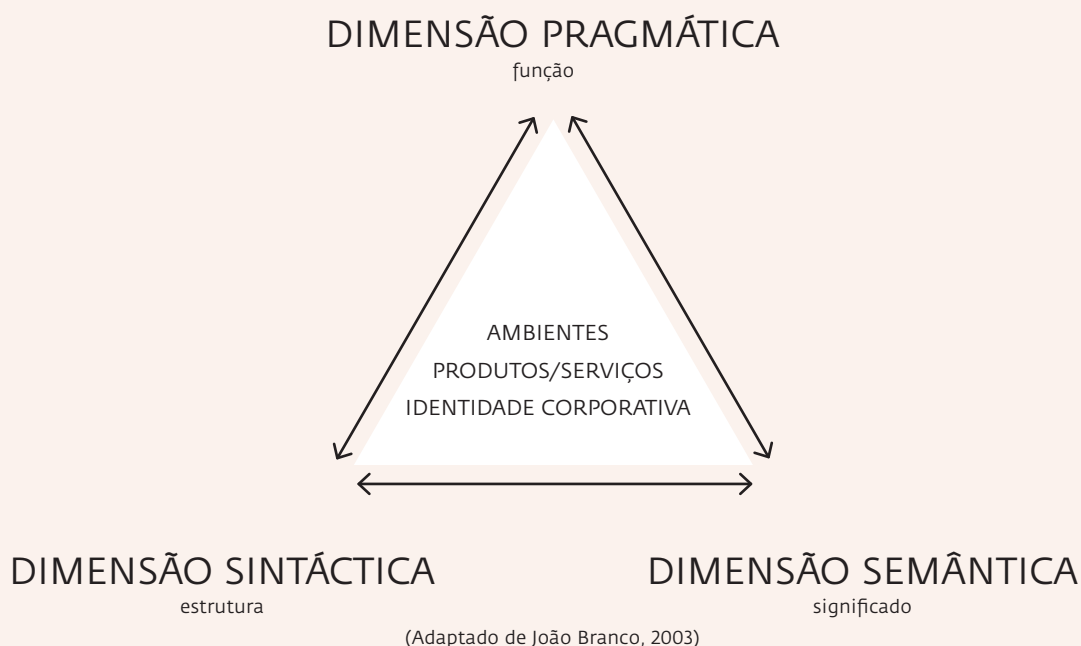 DIMENSÃO PRAGMÁTICA
função
AMBIENTES
PRODUTOS/SERVIÇOS
IDENTIDADE CORPORATIVA
DIMENSÃO SINTÁCTICA
estrutura
DIMENSÃO SEMÂNTICA
significado
(Adaptado de João Branco, 2003)